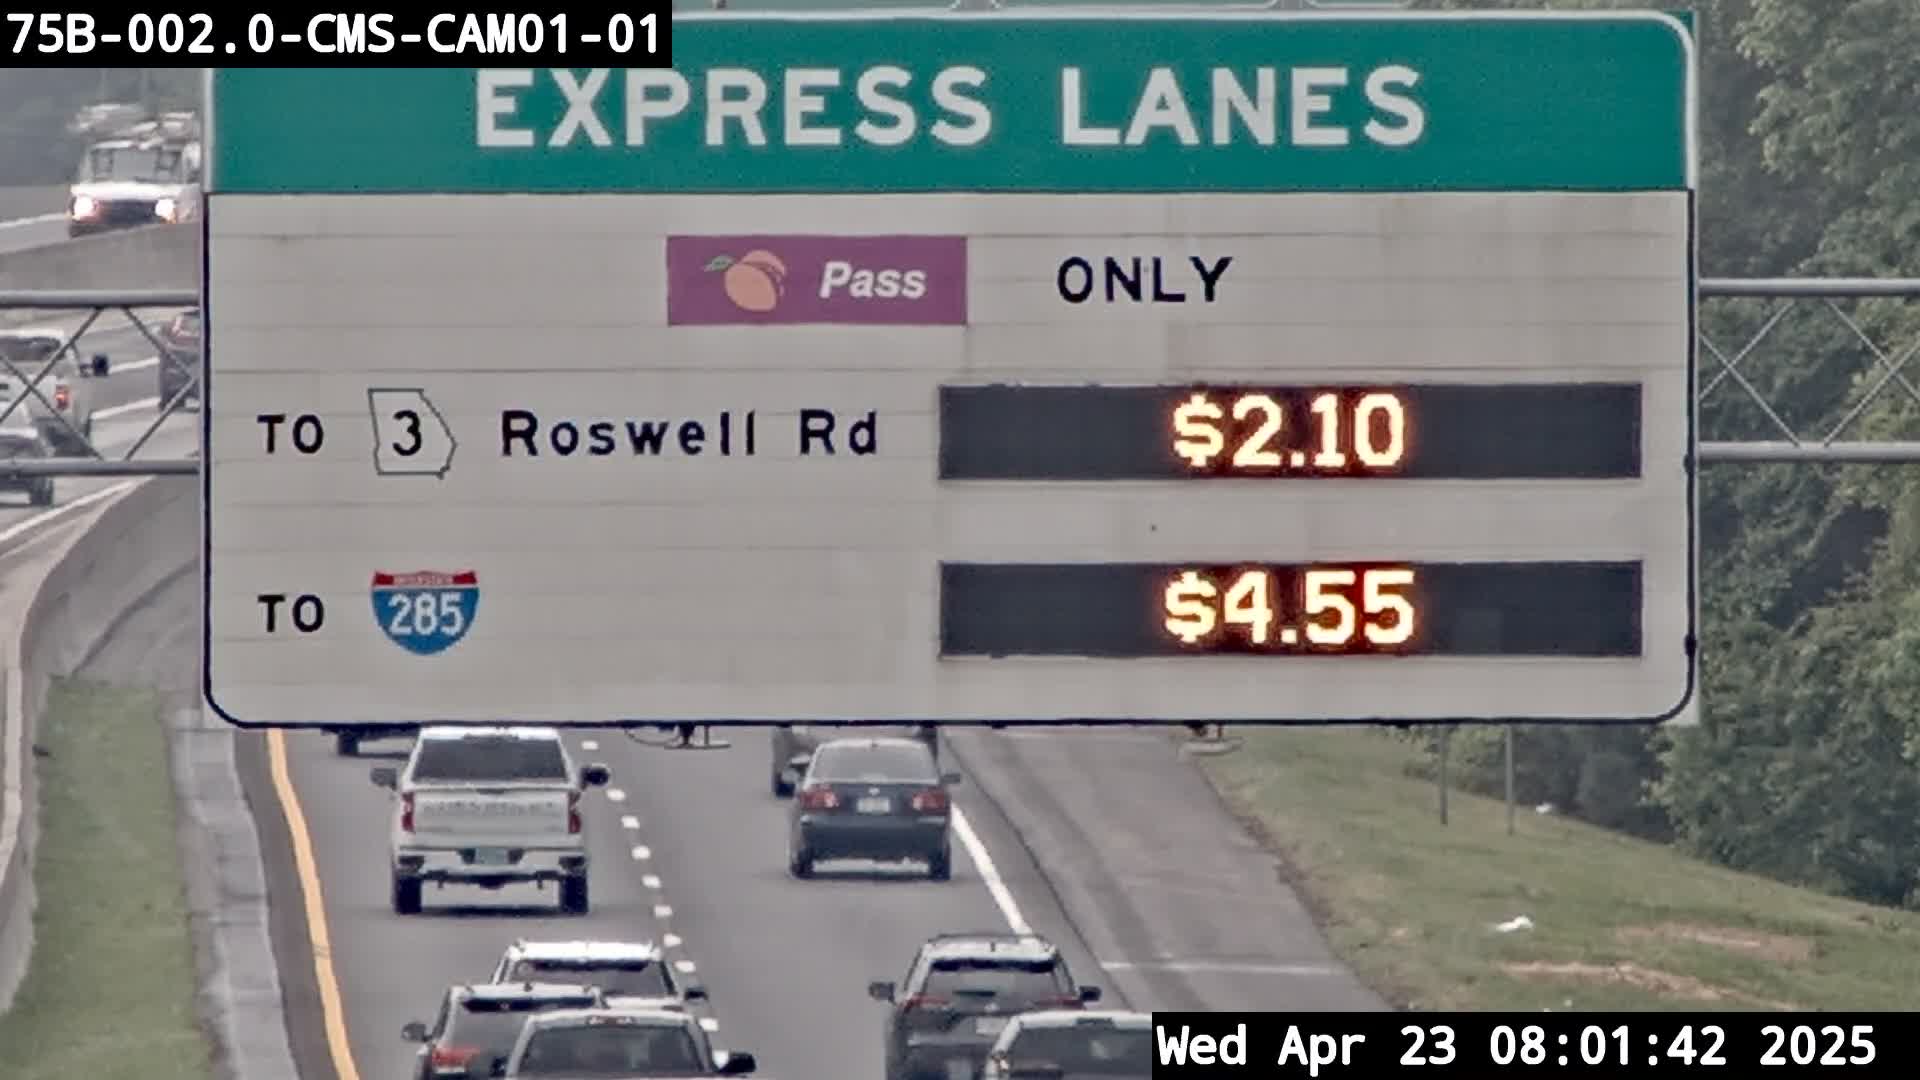 75B-002.0-CMS-CAM01-01
EXPRESS LANES
Pass ONLY
TO 3 Roswell Rd $2.10
INTERSTATE
TO 285 $4.55
Wed Apr 23 08:01:42 2025